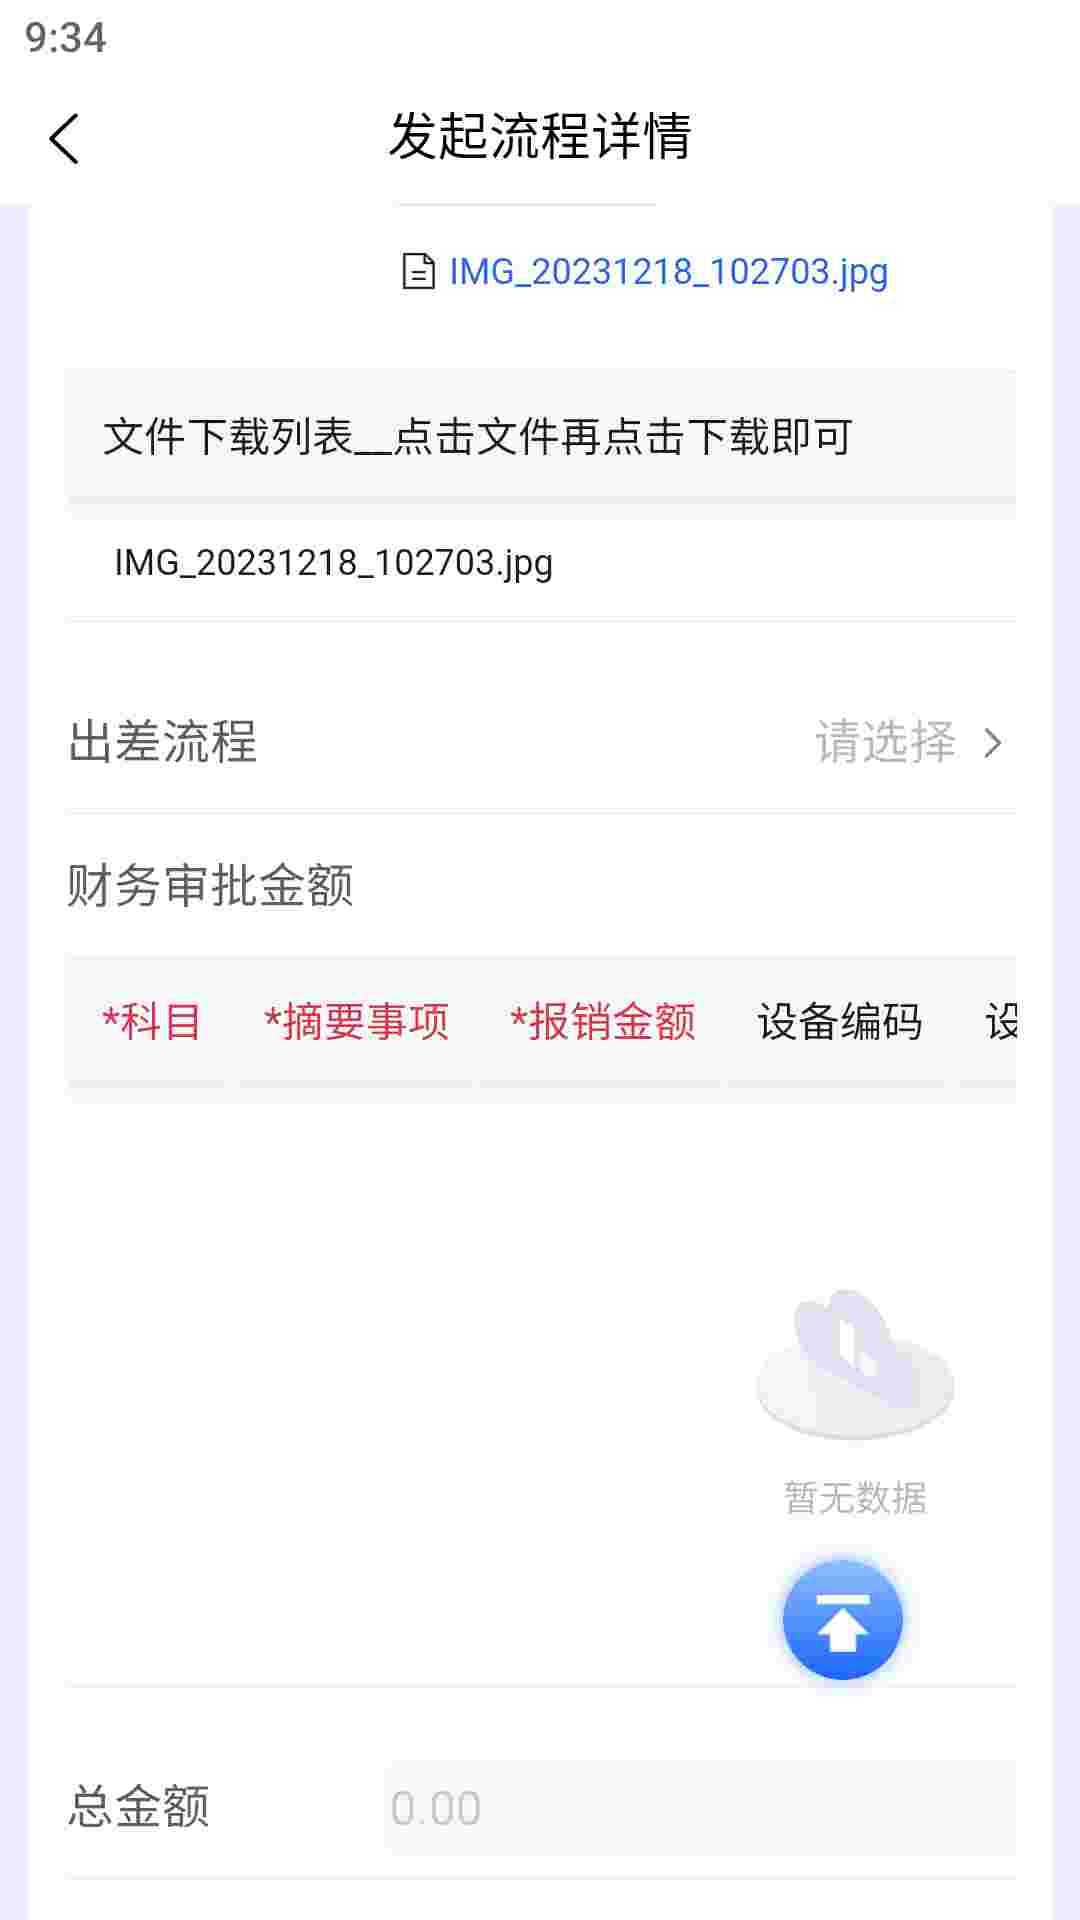 9:34
发起流程详情
IMG_20231218_102703.jpg
文件下载列表__点击文件再点击下载即可
IMG_20231218_102703.jpg
出差流程 请选择
财务审批金额
*科目 *摘要事项 *报销金额 设备编码 设
暂无数据
总金额 0.00